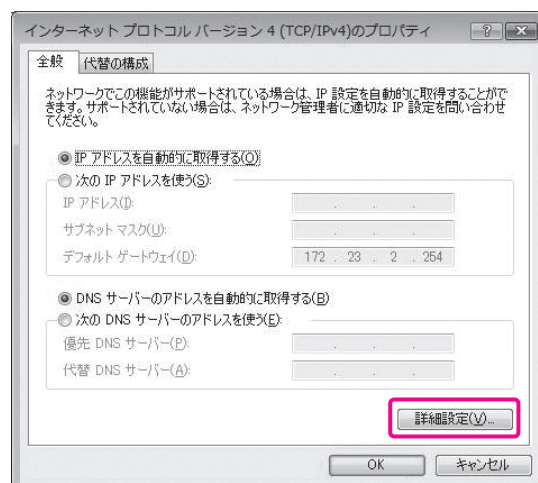 インターネット プロトコル バージョン 4 (TCP/IPv4)のプロパティ
全般 代替の構成
ネットワークでこの機能がサポートされている場合は、IP 設定を自動的に取得することがで
きます。サポートされていない場合は、ネットワーク管理者に適切な IP 設定を問い合わせ
てください。
IP アドレスを自動的に取得する(O)
次の IP アドレスを使う(S):
IP アドレス(I):
サブネット マスク(U):
デフォルト ゲートウェイ(D): 172 . 23 . 2 . 254
DNS サーバーのアドレスを自動的に取得する(B)
次の DNS サーバーのアドレスを使う(E):
優先 DNS サーバー(P):
代替 DNS サーバー(A):
詳細設定(V)...
OK キャンセル